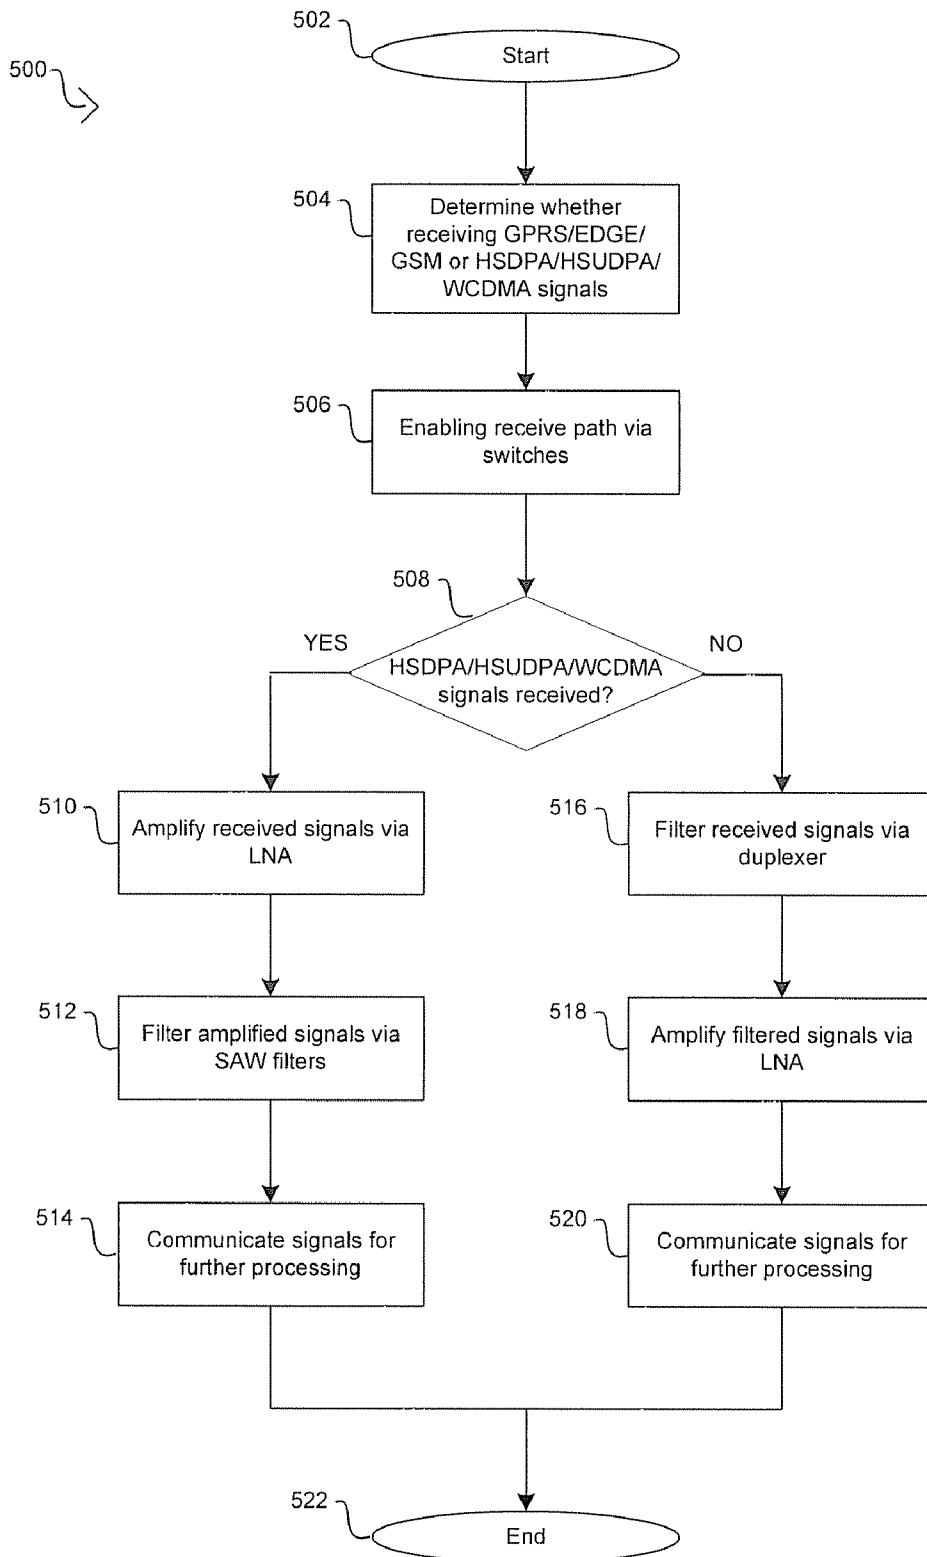 502
Start
500
504
Determine whether
receiving GPRS/EDGE/
GSM or HSDPA/HSUDPA/
WCDMA signals
506
Enabling receive path via
switches
508
YES
NO
HSDPA/HSUDPA/WCDMA
signals received?
510
Amplify received signals via
LNA
516
Filter received signals via
duplexer
512
Filter amplified signals via
SAW filters
518
Amplify filtered signals via
LNA
514
Communicate signals for
further processing
520
Communicate signals for
further processing
522
End